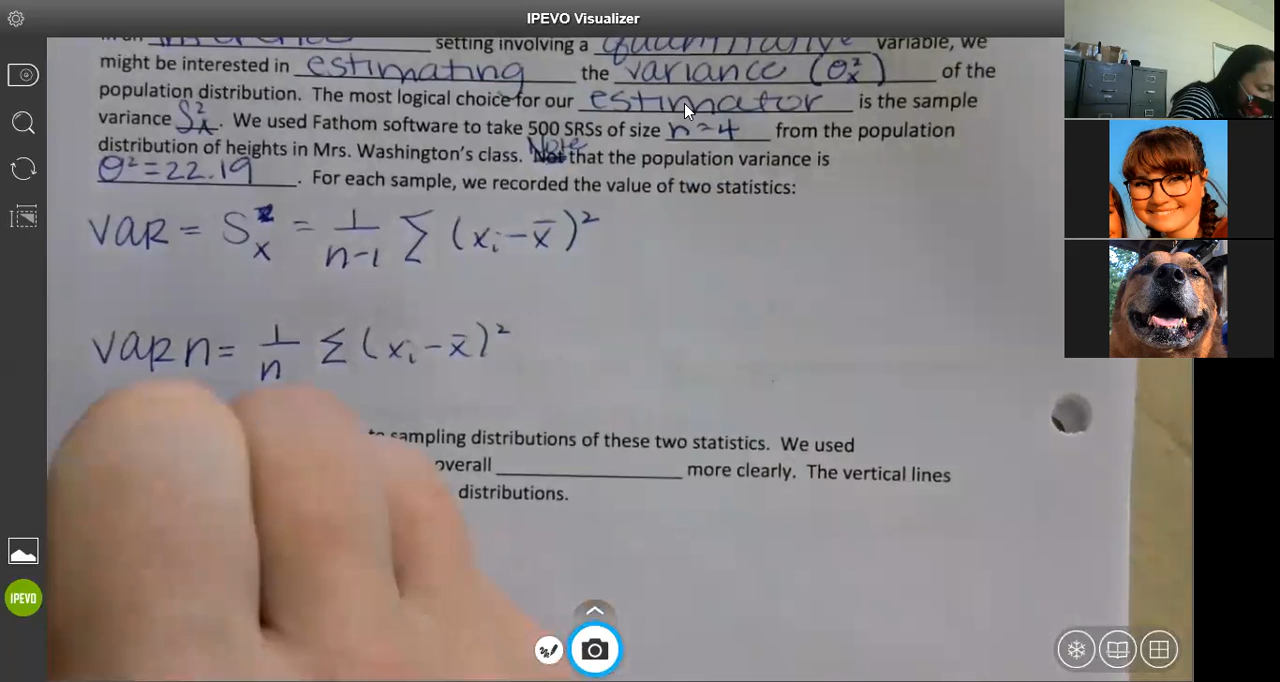 IPEVO Visualizer
setting involving a quantitative variable, we
might be interested in estimating the variance (σ²x) of the
population distribution. The most logical choice for our estimator is the sample
variance S²x. We used Fathom software to take 500 SRSs of size n=4 from the population
distribution of heights in Mrs. Washington's class. Note that the population variance is
σ²=22.19. For each sample, we recorded the value of two statistics:
VAR = S²x = 1/n-1 Σ (xi - x̄)²
VAR n = 1/n Σ (xi - x̄)²
sampling distributions of these two statistics. We used
overall ____ more clearly. The vertical lines
distributions.
IPEVO